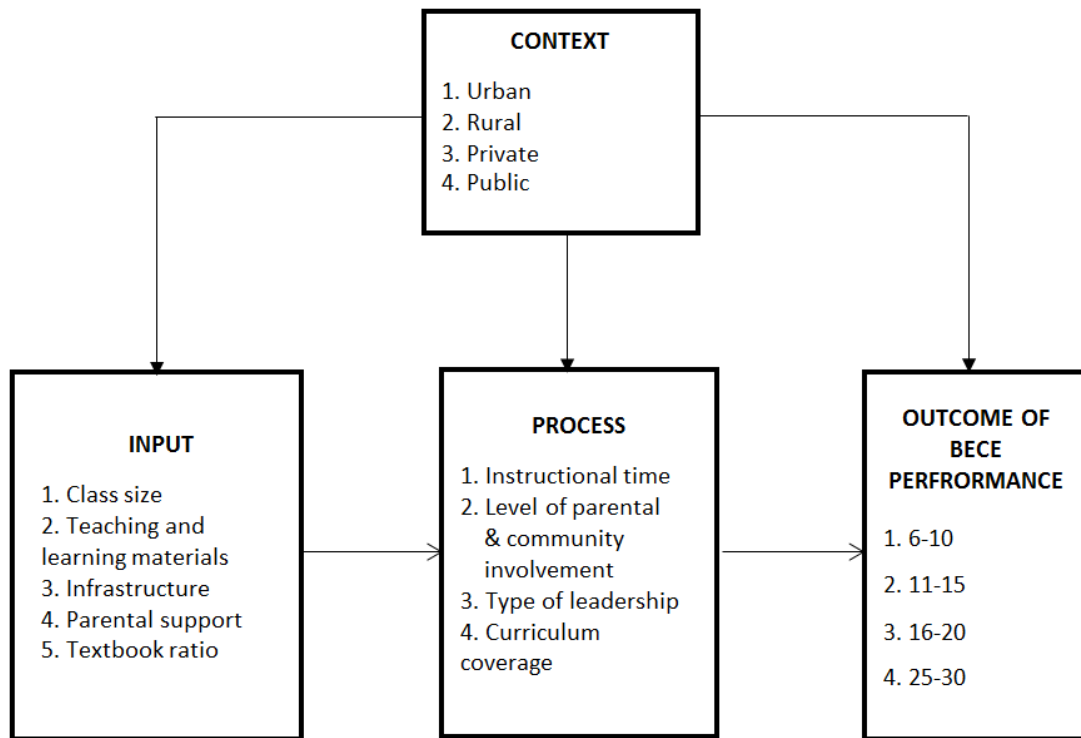 CONTEXT
1. Urban
2. Rural
3. Private
4. Public
INPUT
1. Class size
2. Teaching and
learning materials
3. Infrastructure
4. Parental support
5. Textbook ratio
PROCESS
1. Instructional time
2. Level of parental
& community
involvement
3. Type of leadership
4. Curriculum
coverage
OUTCOME OF
BECE
PERFRORMANCE
1. 6-10
2. 11-15
3. 16-20
4. 25-30